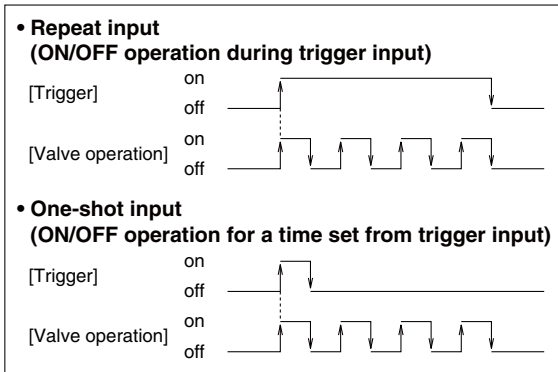 • Repeat input
(ON/OFF operation during trigger input)
[Trigger] on
off
[Valve operation] on
off
• One-shot input
(ON/OFF operation for a time set from trigger input)
[Trigger] on
off
[Valve operation] on
off